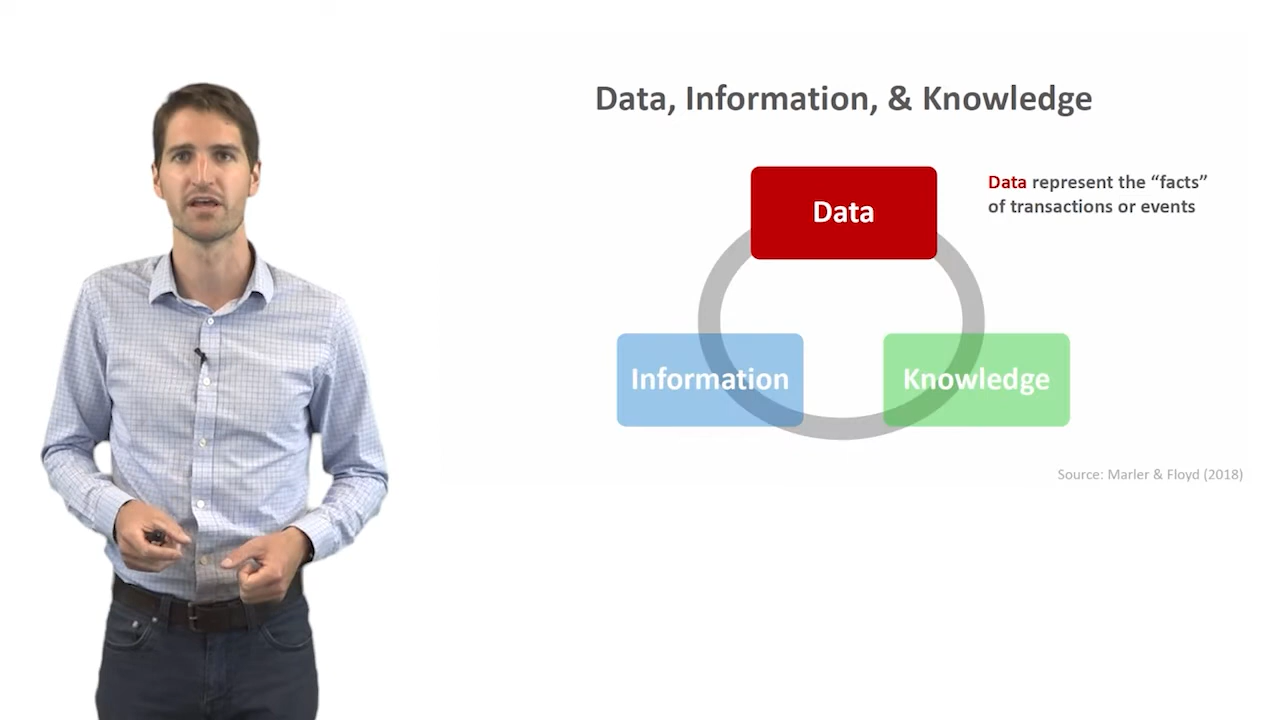 Data, Information, & Knowledge
Data
Data represent the “facts”
of transactions or events
Information
Knowledge
Source: Marler & Floyd (2018)